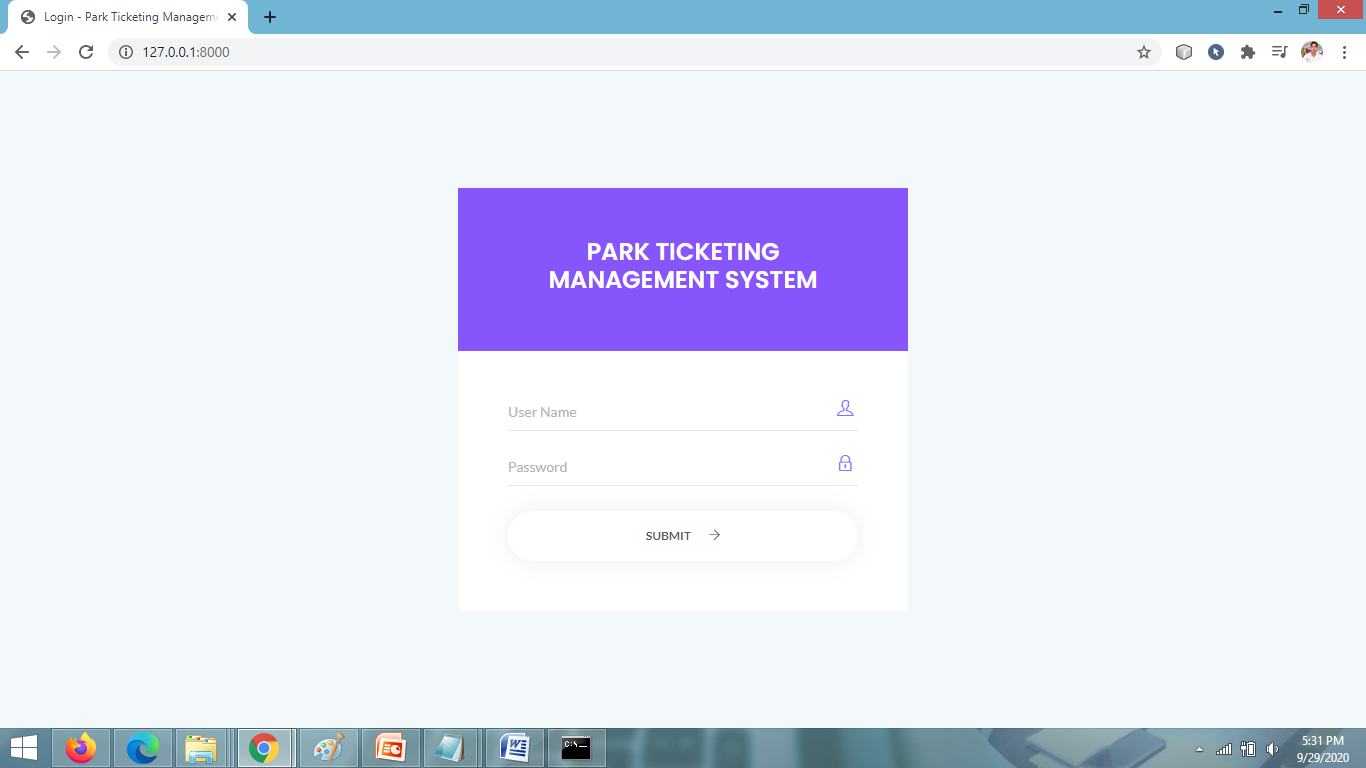 Login - Park Ticketing Managem
127.0.0.1:8000
PARK TICKETING
MANAGEMENT SYSTEM
User Name
Password
SUBMIT
C:\
5:31 PM
9/29/2020